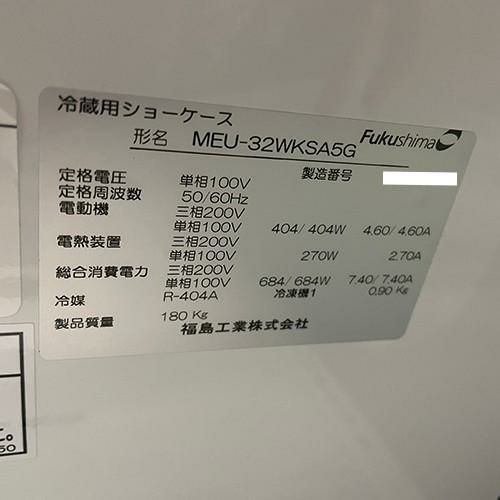 冷蔵用ショーケース
形名 MEU-32WKSA5G Fukushima
製造番号
定格電圧 単相100V
定格周波数 50/60Hz
電動機 三相200V
単相100V 404/404W 4.60/4.60A
電熱装置 三相200V
単相100V 270W 2.70A
総合消費電力 三相200V
単相100V 684/684W 7.40/7.40A
冷媒 R-404A 冷凍機1 0.90 Kg
製品質量 180 Kg
福島工業株式会社
50